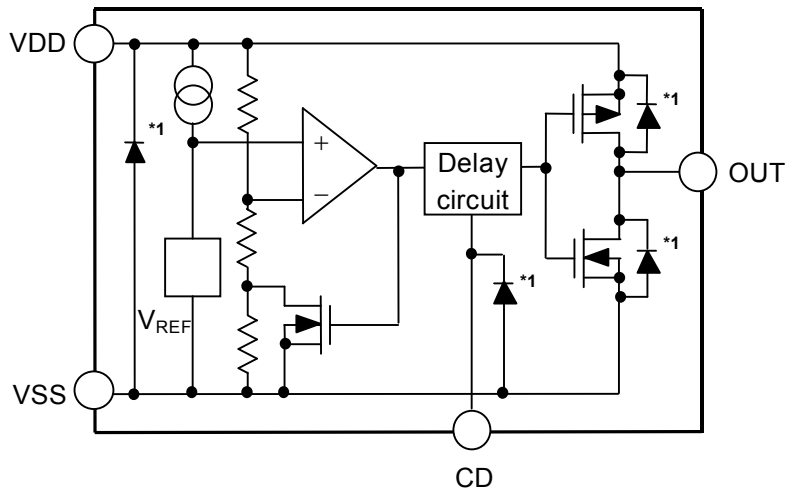 VDD
*1
*1
+
−
Delay
circuit
OUT
*1
*1
VREF
VSS
CD